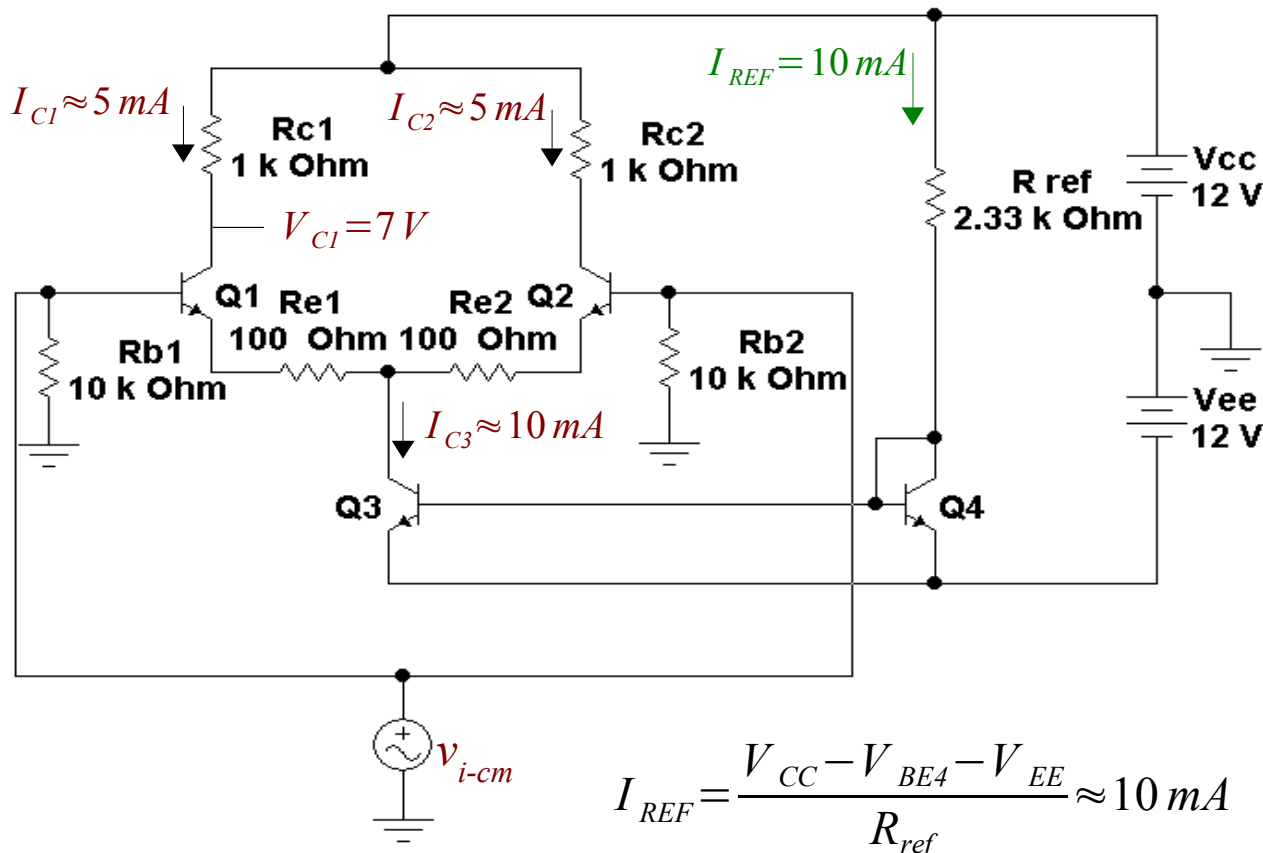 I_REF = 10 mA
I_C1 ≈ 5 mA
I_C2 ≈ 5 mA
Rc1
1 k Ohm
Rc2
1 k Ohm
Vcc
12 V
R ref
2.33 k Ohm
V_C1 = 7 V
Q1
Re1
100 Ohm
Re2
100 Ohm
Q2
Rb1
10 k Ohm
Rb2
10 k Ohm
Vee
12 V
I_C3 ≈ 10 mA
Q3
Q4
+
v_i-cm
I_REF = (V_CC − V_BE4 − V_EE) / R_ref ≈ 10 mA